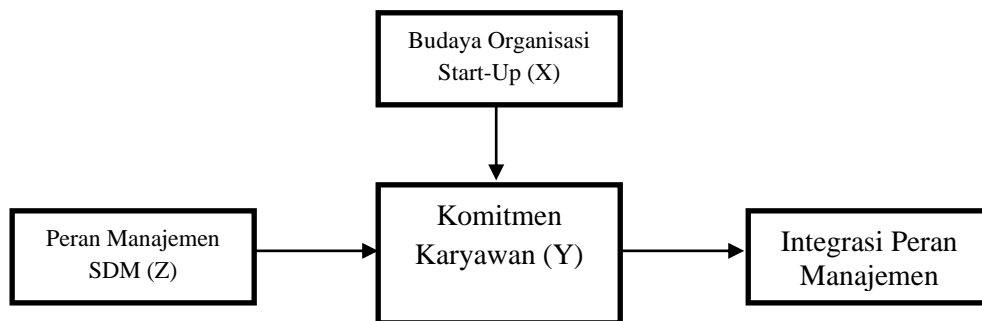 Budaya Organisasi
Start-Up (X)
Peran Manajemen
SDM (Z)
Komitmen
Karyawan (Y)
Integrasi Peran
Manajemen